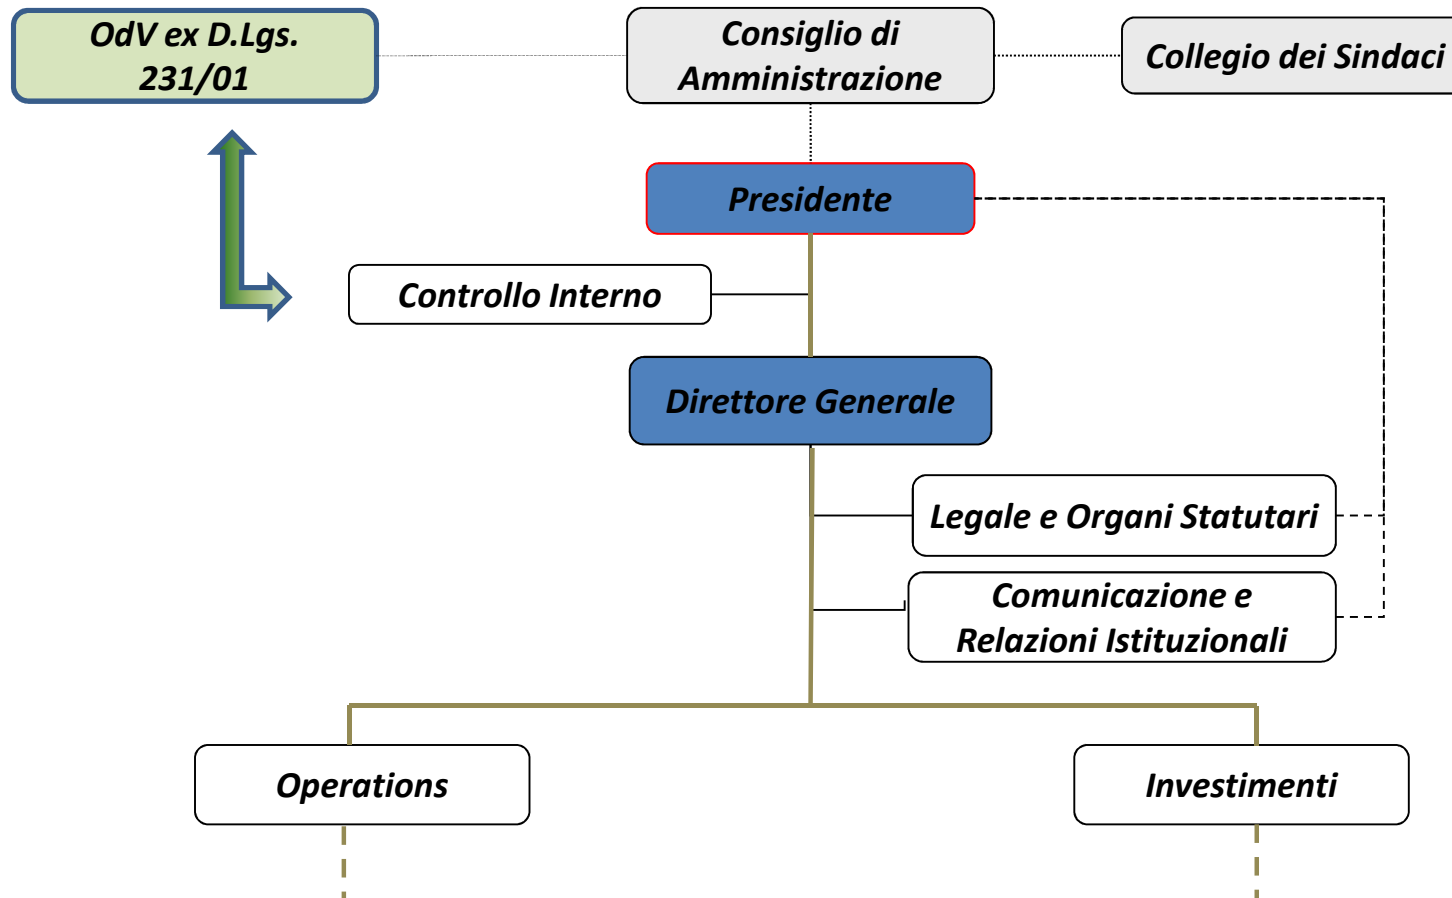 OdV ex D.Lgs.
231/01
Consiglio di
Amministrazione
Collegio dei Sindaci
Presidente
Controllo Interno
Direttore Generale
Legale e Organi Statutari
Comunicazione e
Relazioni Istituzionali
Operations
Investimenti